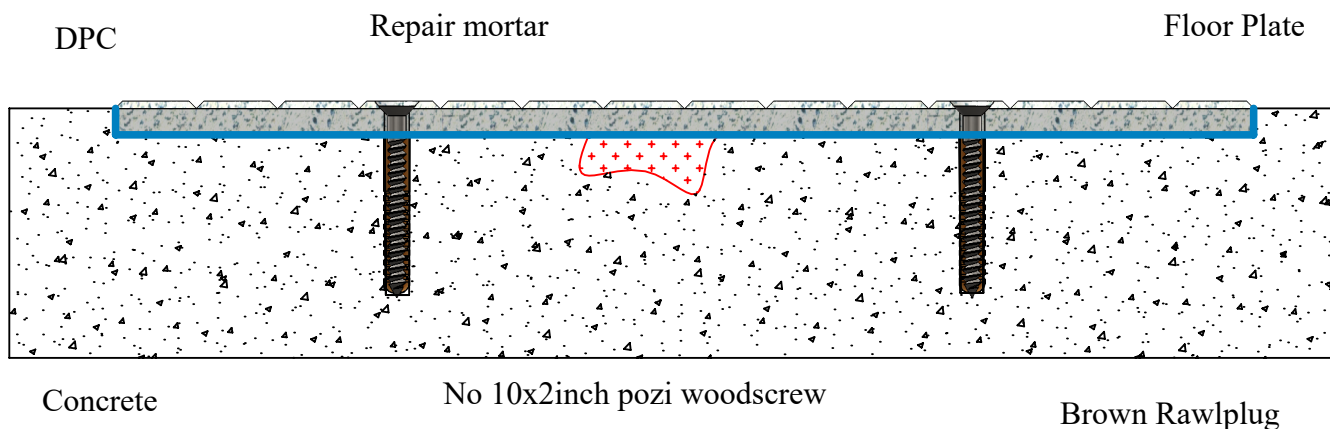 DPC
Repair mortar
Floor Plate
Concrete
No 10x2inch pozi woodscrew
Brown Rawlplug